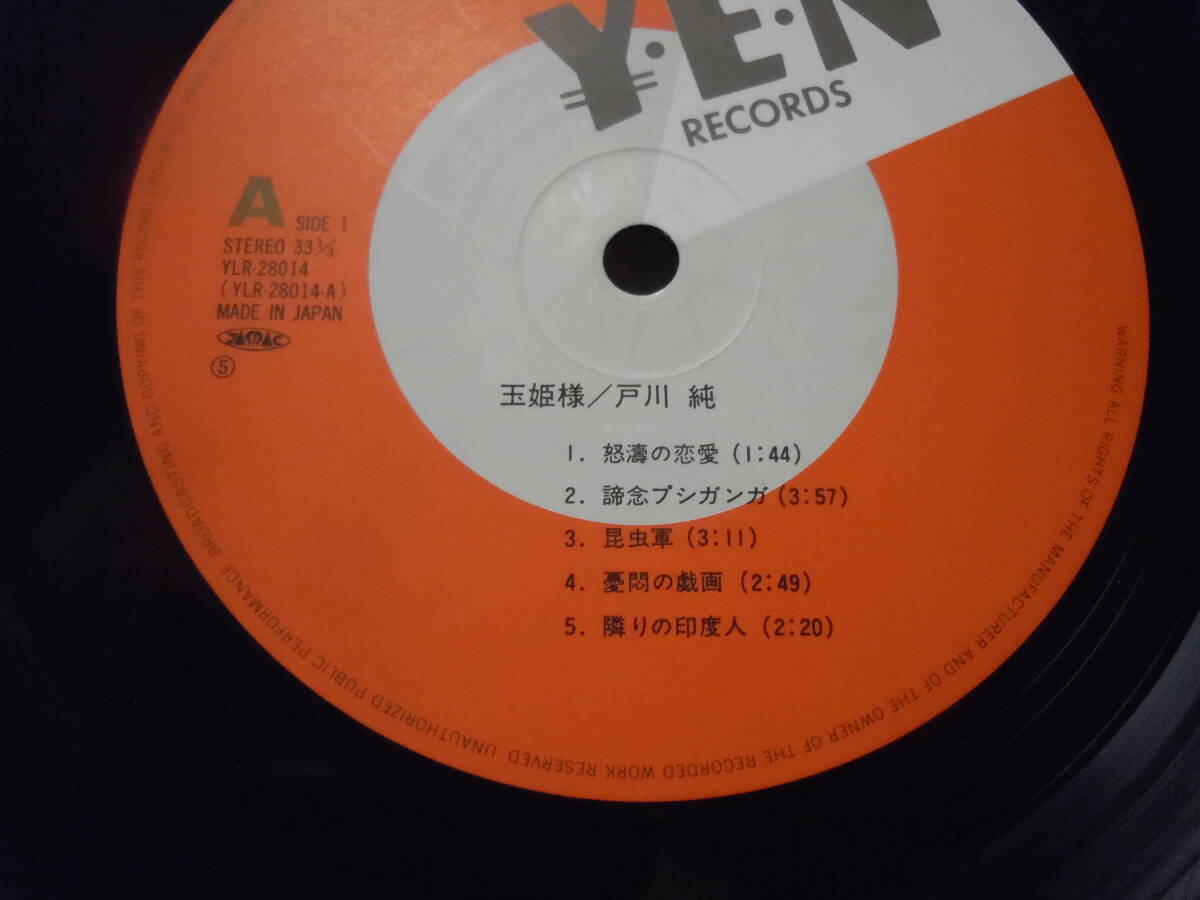 Y·E·N
RECORDS
A SIDE 1
STEREO 33 1/3
YLR-28014
(YLR-28014-A)
MADE IN JAPAN
JASRAC
⑤
玉姫様／戸川 純
1. 怒濤の恋愛 (1:44)
2. 諦念プシガンガ (3:57)
3. 昆虫軍 (3:11)
4. 憂悶の戯画 (2:49)
5. 隣りの印度人 (2:20)
WARNING ALL RIGHTS OF THE MANUFACTURER AND OF THE OWNER OF THE RECORDED WORK RESERVED. UNAUTHORIZED PUBLIC PERFORMANCE, BROADCASTING AND COPYING OF THIS RECORD